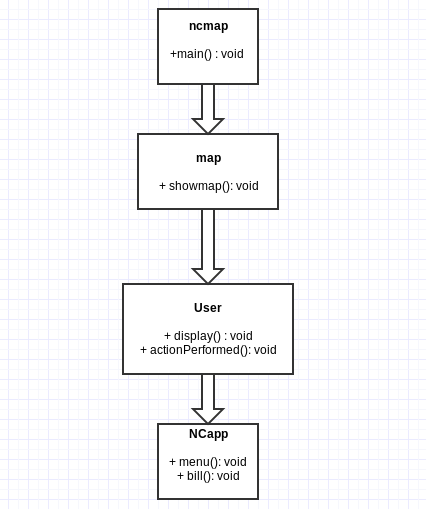 ncmap
+main() : void
map
+ showmap(): void
User
+ display() : void
+ actionPerformed(): void
NCapp
+ menu(): void
+ bill(): void